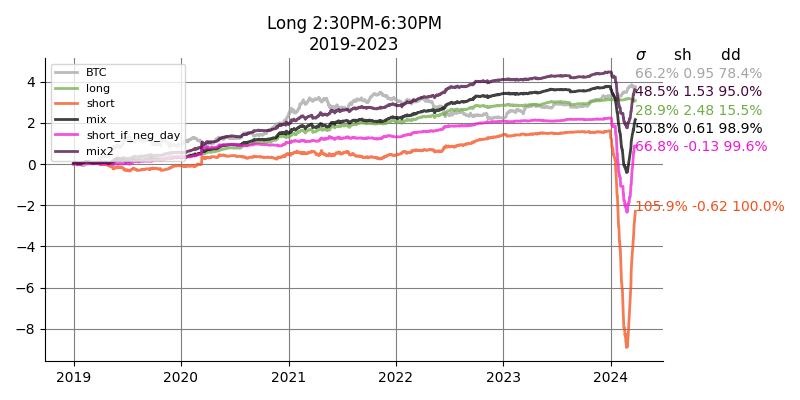 Long 2:30PM-6:30PM
2019-2023
σ sh dd
66.2% 0.95 78.4%
48.5% 1.53 95.0%
28.9% 2.48 15.5%
50.8% 0.61 98.9%
66.8% -0.13 99.6%
105.9% -0.62 100.0%
BTC
long
short
mix
short_if_neg_day
mix2
4
2
0
−2
−4
−6
−8
2019 2020 2021 2022 2023 2024